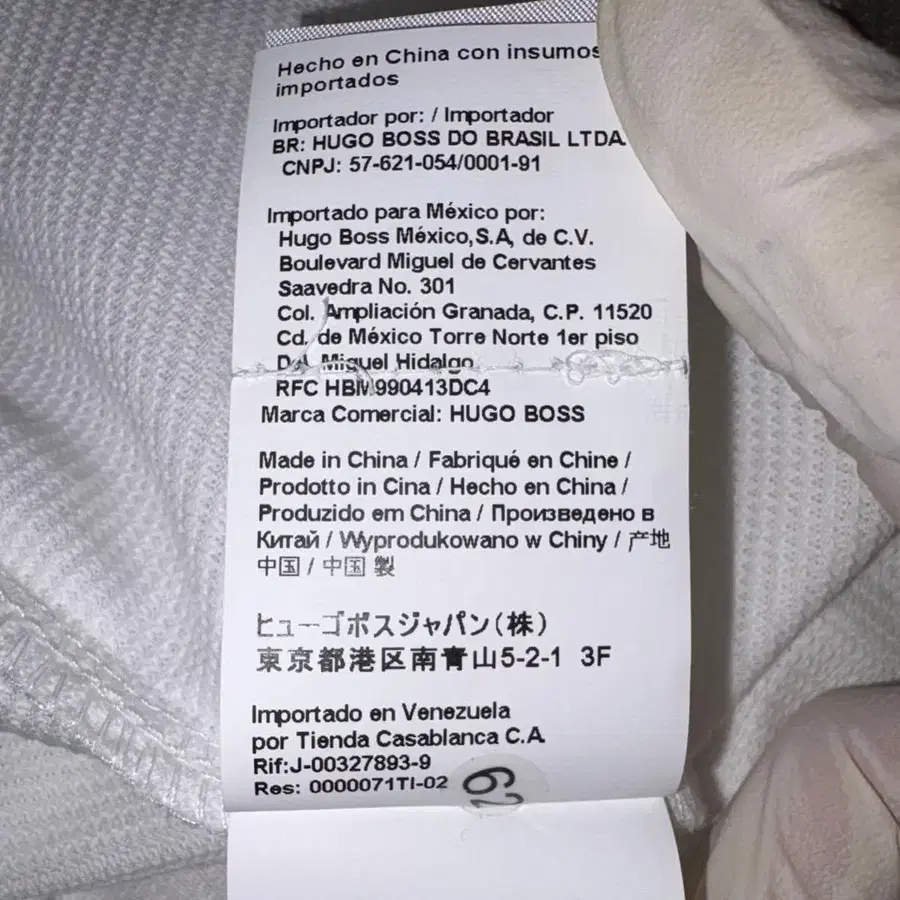 Hecho en China con insumos
importados
Importador por: / Importador
BR: HUGO BOSS DO BRASIL LTDA.
CNPJ: 57-621-054/0001-91
Importado para México por:
Hugo Boss México,S.A, de C.V.
Boulevard Miguel de Cervantes
Saavedra No. 301
Col. Ampliación Granada, C.P. 11520
Cd. de México Torre Norte 1er piso
Del. Miguel Hidalgo
RFC HBM990413DC4
Marca Comercial: HUGO BOSS
Made in China / Fabriqué en Chine /
Prodotto in Cina / Hecho en China /
Produzido em China / Произведено в
Китай / Wyprodukowano w Chiny / 产地
中国 / 中国 製
ヒューゴボスジャパン(株)
東京都港区南青山5-2-1 3F
Importado en Venezuela
por Tienda Casablanca C.A
Rif:J-00327893-9
Res: 0000071TI-02
62